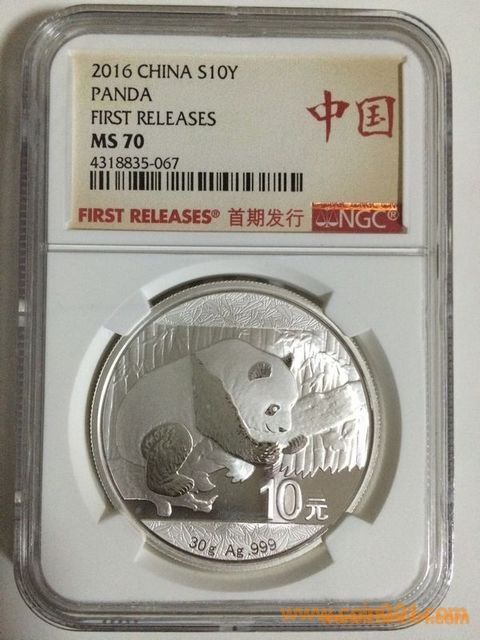 2016 CHINA S10Y
PANDA
FIRST RELEASES
MS 70
4318835-067
中国
FIRST RELEASES® 首期发行
NGC®
10元
30g Ag.999